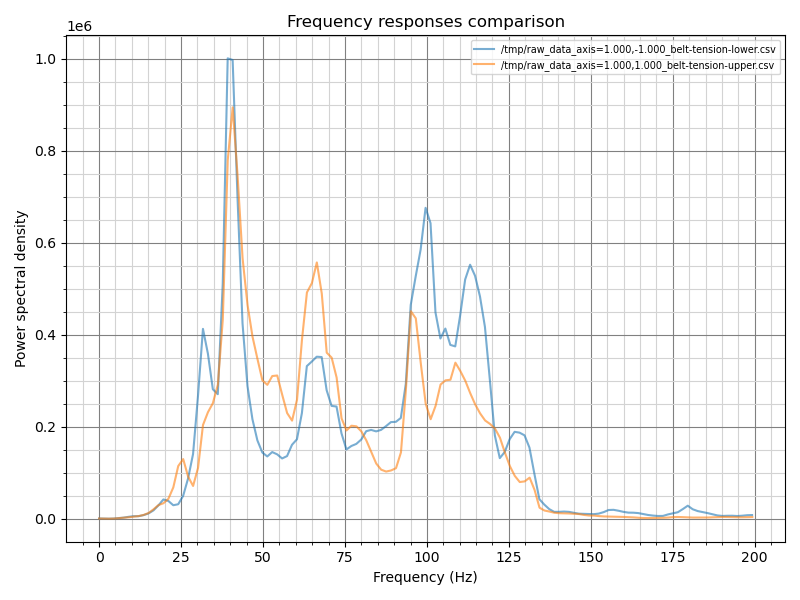 Frequency responses comparison
1e6
/tmp/raw_data_axis=1.000,-1.000_belt-tension-lower.csv
/tmp/raw_data_axis=1.000,1.000_belt-tension-upper.csv
Power spectral density
1.0
0.8
0.6
0.4
0.2
0.0
0 25 50 75 100 125 150 175 200
Frequency (Hz)